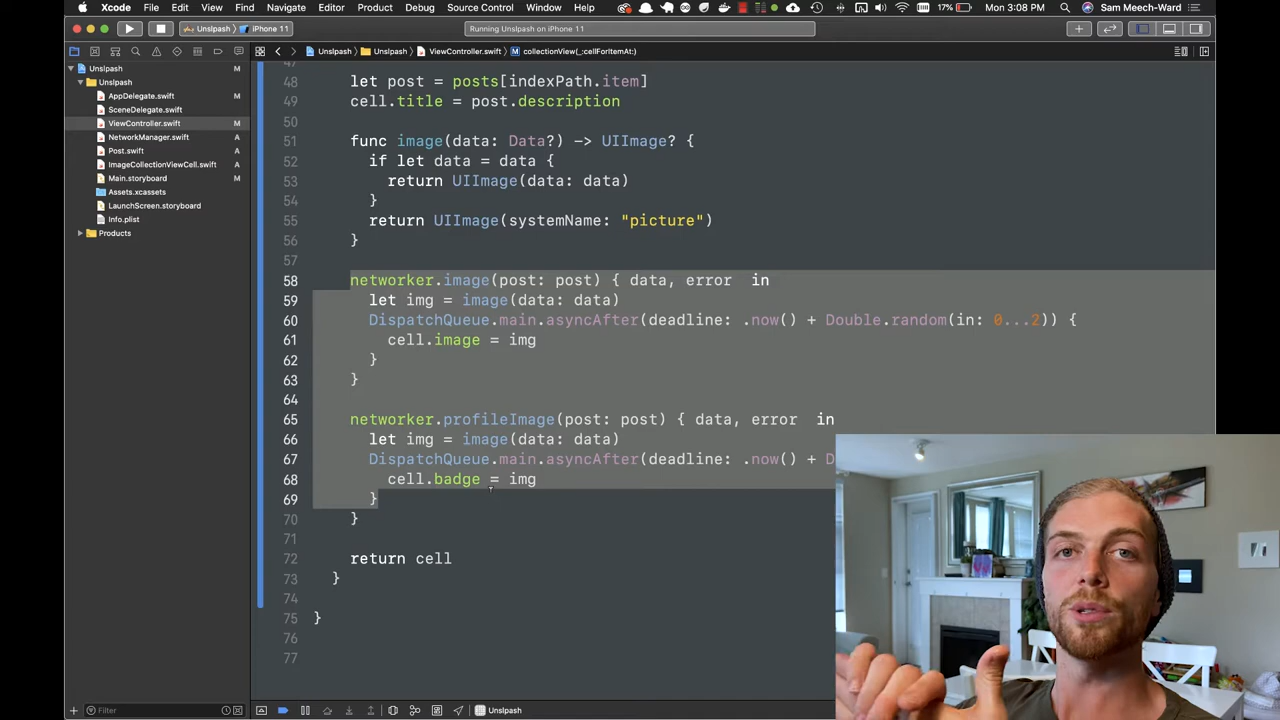 Xcode File Edit View Find Navigate Editor Product Debug Source Control Window Help 17% Mon 3:08 PM Sam Meech-Ward
Unslpash iPhone 11 Running Unslpash on iPhone 11
Unslpash Unslpash ViewController.swift M collectionView(_:cellForItemAt:)
Unslpash M
Unslpash
AppDelegate.swift M
SceneDelegate.swift
ViewController.swift M
NetworkManager.swift A
Post.swift A
ImageCollectionViewCell.swift A
Main.storyboard M
Assets.xcassets
LaunchScreen.storyboard
Info.plist
Products
Filter
47
48 let post = posts[indexPath.item]
49 cell.title = post.description
50
51 func image(data: Data?) -> UIImage? {
52 if let data = data {
53 return UIImage(data: data)
54 }
55 return UIImage(systemName: "picture")
56 }
57
58 networker.image(post: post) { data, error in
59 let img = image(data: data)
60 DispatchQueue.main.asyncAfter(deadline: .now() + Double.random(in: 0...2)) {
61 cell.image = img
62 }
63 }
64
65 networker.profileImage(post: post) { data, error in
66 let img = image(data: data)
67 DispatchQueue.main.asyncAfter(deadline: .now() + D
68 cell.badge = img
69 }
70 }
71
72 return cell
73 }
74
75 }
76
77
Unslpash